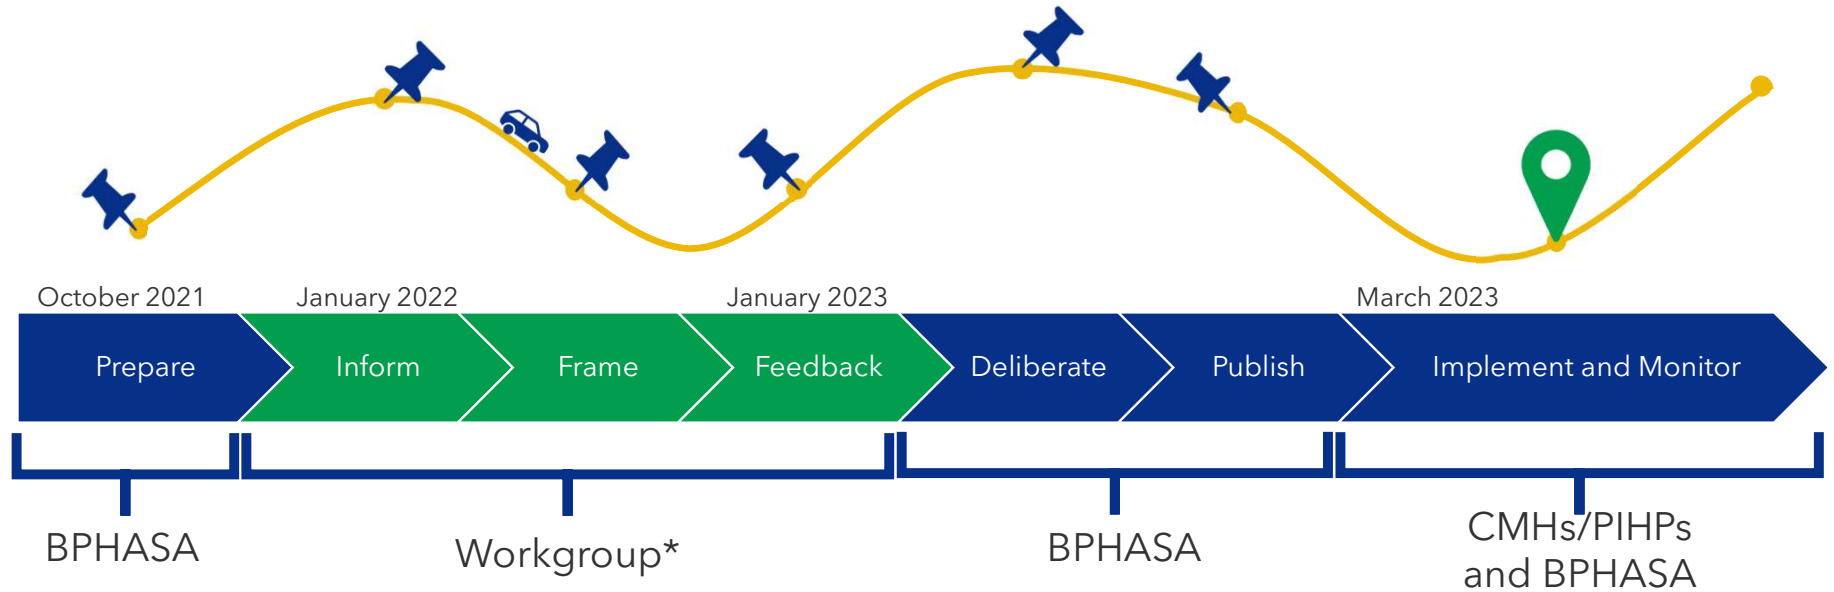 October 2021
January 2022
January 2023
March 2023
Prepare
Inform
Frame
Feedback
Deliberate
Publish
Implement and Monitor
BPHASA
Workgroup*
BPHASA
CMHs/PIHPs
and BPHASA